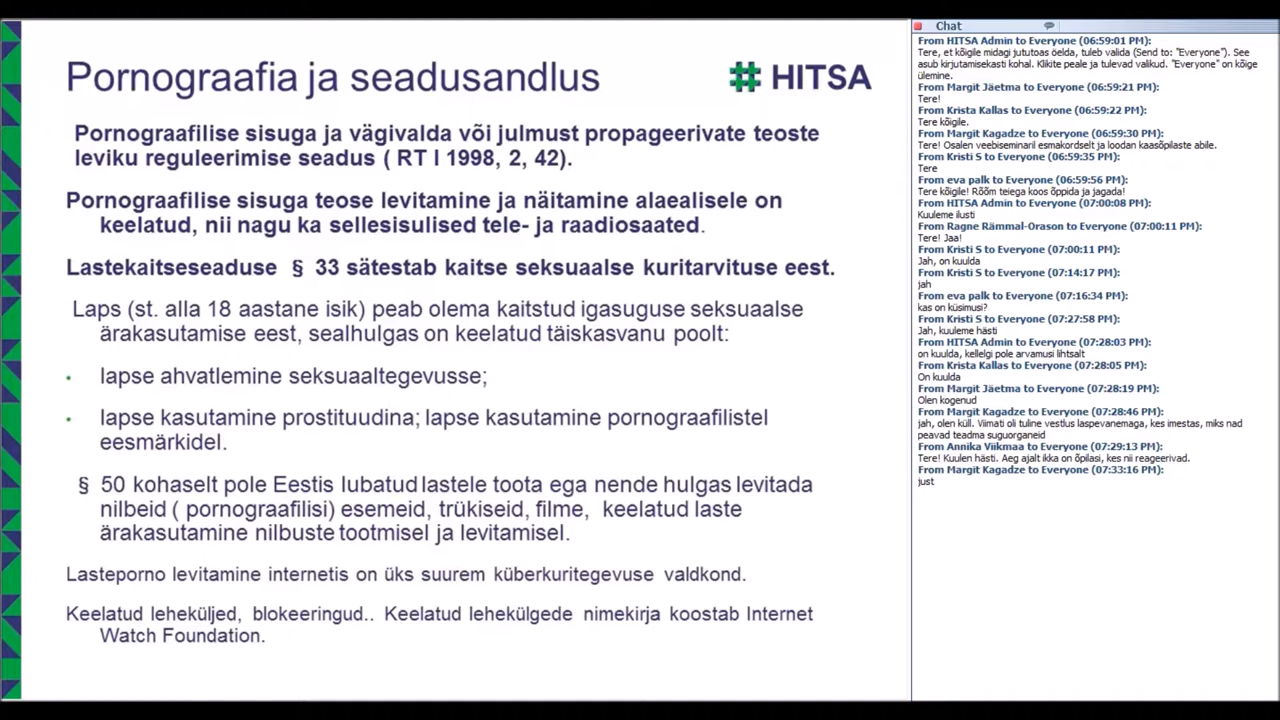 Pornograafia ja seadusandlus
HITSA
Pornograafilise sisuga ja vägivalda või julmust propageerivate teoste
leviku reguleerimise seadus ( RT I 1998, 2, 42).
Pornograafilise sisuga teose levitamine ja näitamine alaealisele on
keelatud, nii nagu ka sellesisulised tele- ja raadiosaated.
Lastekaitseseaduse § 33 sätestab kaitse seksuaalse kuritarvituse eest.
Laps (st. alla 18 aastane isik) peab olema kaitstud igasuguse seksuaalse
ärakasutamise eest, sealhulgas on keelatud täiskasvanu poolt:
• lapse ahvatlemine seksuaaltegevusse;
• lapse kasutamine prostituudina; lapse kasutamine pornograafilistel
eesmärkidel.
§ 50 kohaselt pole Eestis lubatud lastele toota ega nende hulgas levitada
nilbeid ( pornograafilisi) esemeid, trükiseid, filme, keelatud laste
ärakasutamine nilbuste tootmisel ja levitamisel.
Lasteporno levitamine internetis on üks suurem küberkuritegevuse valdkond.
Keelatud leheküljed, blokeeringud.. Keelatud lehekülgede nimekirja koostab Internet
Watch Foundation.
Chat
From HITSA Admin to Everyone (06:59:01 PM):
Tere, et kõigile midagi jututoas öelda, tuleb valida (Send to: "Everyone"). See
asub kirjutamisekasti kohal. Klikite peale ja tulevad valikud. "Everyone" on kõige
ülemine.
From Margit Jäetma to Everyone (06:59:21 PM):
Tere!
From Krista Kallas to Everyone (06:59:22 PM):
Tere kõigile.
From Margit Kagadze to Everyone (06:59:30 PM):
Tere! Osalen veebiseminaril esmakordselt ja loodan kaasõpilaste abile.
From Kristi S to Everyone (06:59:35 PM):
Tere
From eva palk to Everyone (06:59:56 PM):
Tere kõigile! Rõõm teiega koos õppida ja jagada!
From HITSA Admin to Everyone (07:00:08 PM):
Kuuleme ilusti
From Ragne Rämmal-Orason to Everyone (07:00:11 PM):
Tere! Jaa!
From Kristi S to Everyone (07:00:11 PM):
Jah, on kuulda
From Kristi S to Everyone (07:14:17 PM):
jah
From eva palk to Everyone (07:16:34 PM):
kas on küsimusi?
From Kristi S to Everyone (07:27:58 PM):
Jah, kuuleme hästi
From HITSA Admin to Everyone (07:28:03 PM):
on kuulda, kellelgi pole arvamusi lihtsalt
From Krista Kallas to Everyone (07:28:05 PM):
On kuulda
From Margit Jäetma to Everyone (07:28:19 PM):
Olen kogenud
From Margit Kagadze to Everyone (07:28:46 PM):
jah, olen küll. Viimati oli tuline vestlus laspevanemaga, kes imestas, miks nad
peavad teadma suguorganeid
From Annika Viikmaa to Everyone (07:29:13 PM):
Tere! Kuulen hästi. Aeg ajalt ikka on õpilasi, kes nii reageerivad.
From Margit Kagadze to Everyone (07:33:16 PM):
just